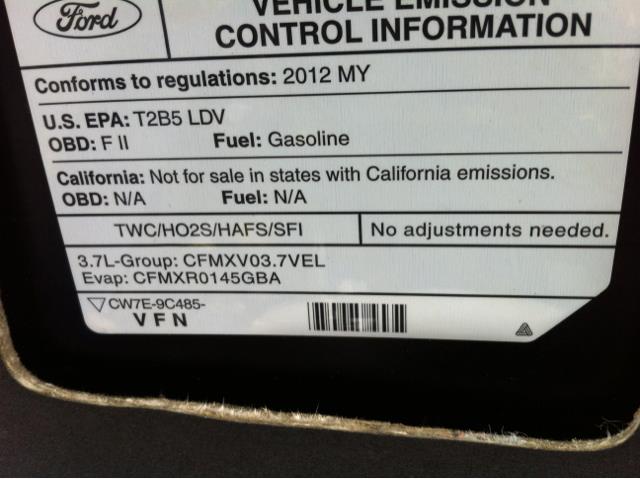 Ford
VEHICLE EMISSION
CONTROL INFORMATION
Conforms to regulations: 2012 MY
U.S. EPA: T2B5 LDV
OBD: F II Fuel: Gasoline
California: Not for sale in states with California emissions.
OBD: N/A Fuel: N/A
TWC/HO2S/HAFS/SFI No adjustments needed.
3.7L-Group: CFMXV03.7VEL
Evap: CFMXR0145GBA
CW7E-9C485-
V F N